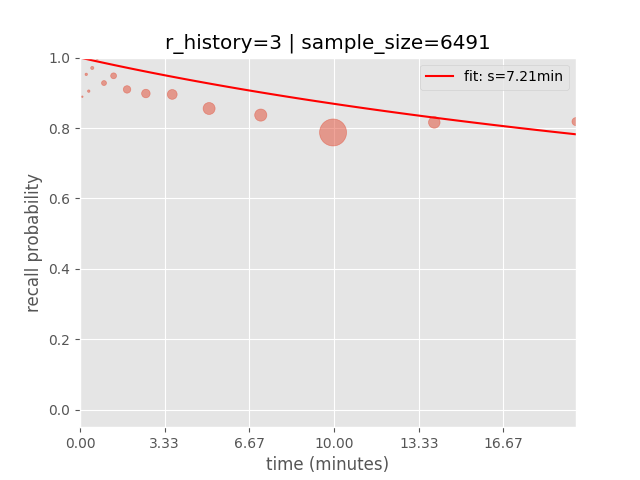 r_history=3 | sample_size=6491
fit: s=7.21min
recall probability
1.0
0.8
0.6
0.4
0.2
0.0
0.00 3.33 6.67 10.00 13.33 16.67
time (minutes)